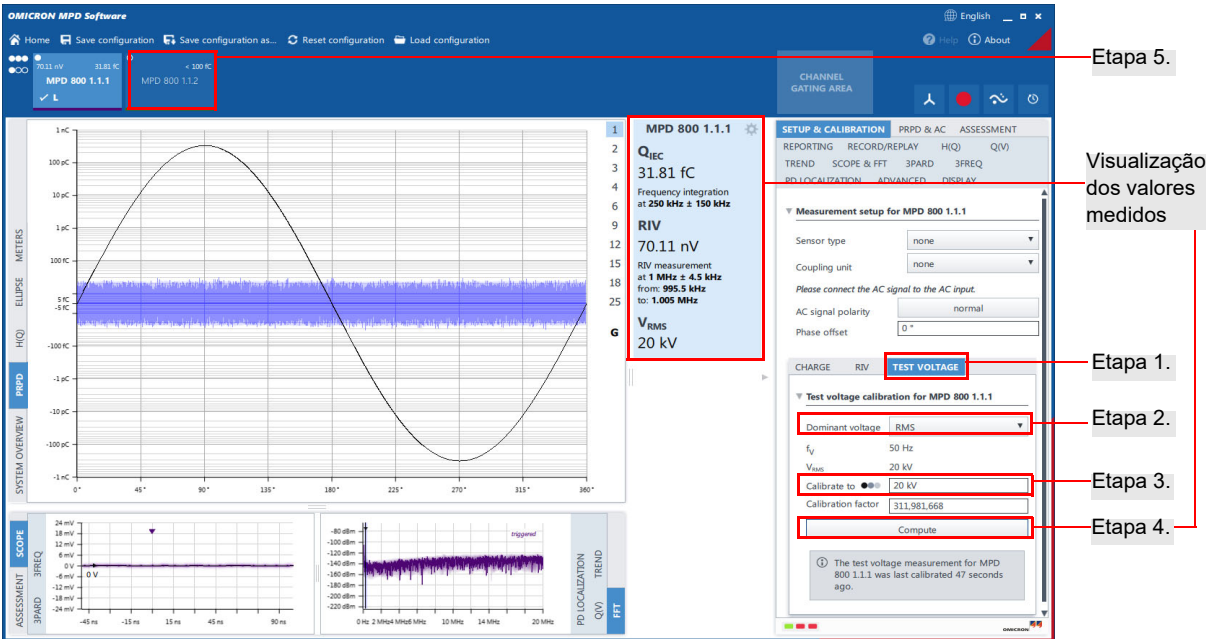 OMICRON MPD Software
English
Home Save configuration Save configuration as... Reset configuration Load configuration
Help About
70.11 nV 31.81 fC
MPD 800 1.1.1
L
< 100 fC
MPD 800 1.1.2
CHANNEL
GATING AREA
Etapa 5.
METERS
ELLIPSE
H(Q)
PRPD
SYSTEM OVERVIEW
1 nC
100 pC
10 pC
1 pC
100 fC
5 fC
-5 fC
-100 fC
-1 pC
-10 pC
-100 pC
-1 nC
0° 45° 90° 135° 180° 225° 270° 315° 360°
1
2
3
4
6
9
12
15
18
25
G
MPD 800 1.1.1
QIEC
31.81 fC
Frequency integration
at 250 kHz ± 150 kHz
RIV
70.11 nV
RIV measurement
at 1 MHz ± 4.5 kHz
from: 995.5 kHz
to: 1.005 MHz
VRMS
20 kV
SETUP & CALIBRATION PRPD & AC ASSESSMENT
REPORTING RECORD/REPLAY H(Q) Q(V)
TREND SCOPE & FFT 3PARD 3FREQ
PD LOCALIZATION ADVANCED DISPLAY
Visualização
dos valores
medidos
Measurement setup for MPD 800 1.1.1
Sensor type none
Coupling unit none
Please connect the AC signal to the AC input.
AC signal polarity normal
Phase offset 0 °
CHARGE RIV TEST VOLTAGE
Etapa 1.
Test voltage calibration for MPD 800 1.1.1
Dominant voltage RMS
Etapa 2.
fV 50 Hz
VRMS 20 kV
Calibrate to 20 kV
Etapa 3.
Calibration factor 311,981,668
Compute
Etapa 4.
The test voltage measurement for MPD
800 1.1.1 was last calibrated 47 seconds
ago.
OMICRON
SCOPE
ASSESSMENT
3FREQ
3PARD
24 mV
18 mV
12 mV
6 mV
0 V
-6 mV
-12 mV
-18 mV
-24 mV
0 V
-45 ns -15 ns 15 ns 45 ns 90 ns
-80 dBm
-100 dBm
-120 dBm
-140 dBm
-160 dBm
-180 dBm
-200 dBm
-220 dBm
triggered
0 Hz 2 MHz 4 MHz 6 MHz 10 MHz 14 MHz 20 MHz
PD LOCALIZATION
TREND
Q(V)
FFT